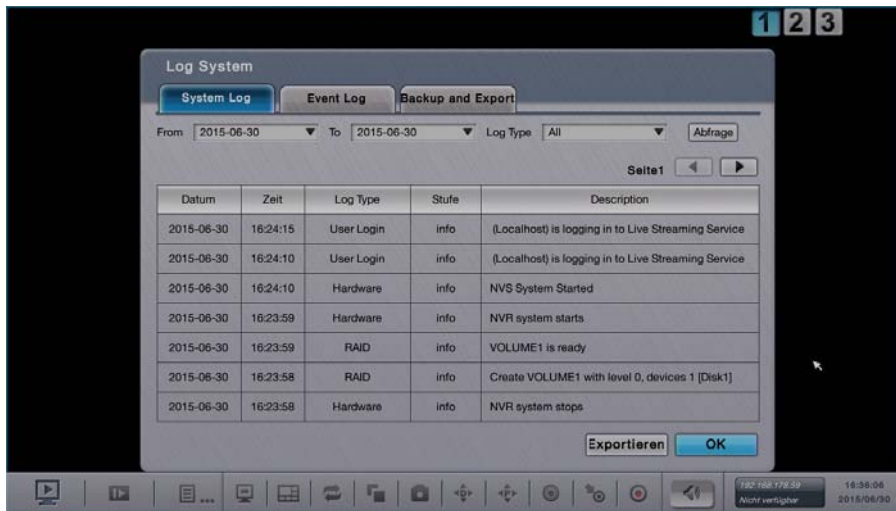 1 2 3
Log System
System Log Event Log Backup and Export
From 2015-06-30 To 2015-06-30 Log Type All Abfrage
Seite1
Datum Zeit Log Type Stufe Description
2015-06-30 16:24:15 User Login info (Localhost) is logging in to Live Streaming Service
2015-06-30 16:24:10 User Login info (Localhost) is logging in to Live Streaming Service
2015-06-30 16:24:10 Hardware info NVS System Started
2015-06-30 16:23:59 Hardware info NVR system starts
2015-06-30 16:23:59 RAID info VOLUME1 is ready
2015-06-30 16:23:58 RAID info Create VOLUME1 with level 0, devices 1 [Disk1]
2015-06-30 16:23:58 Hardware info NVR system stops
Exportieren OK
D P
192.168.178.59 16:36:06
Nicht verfügbar 2015/06/30